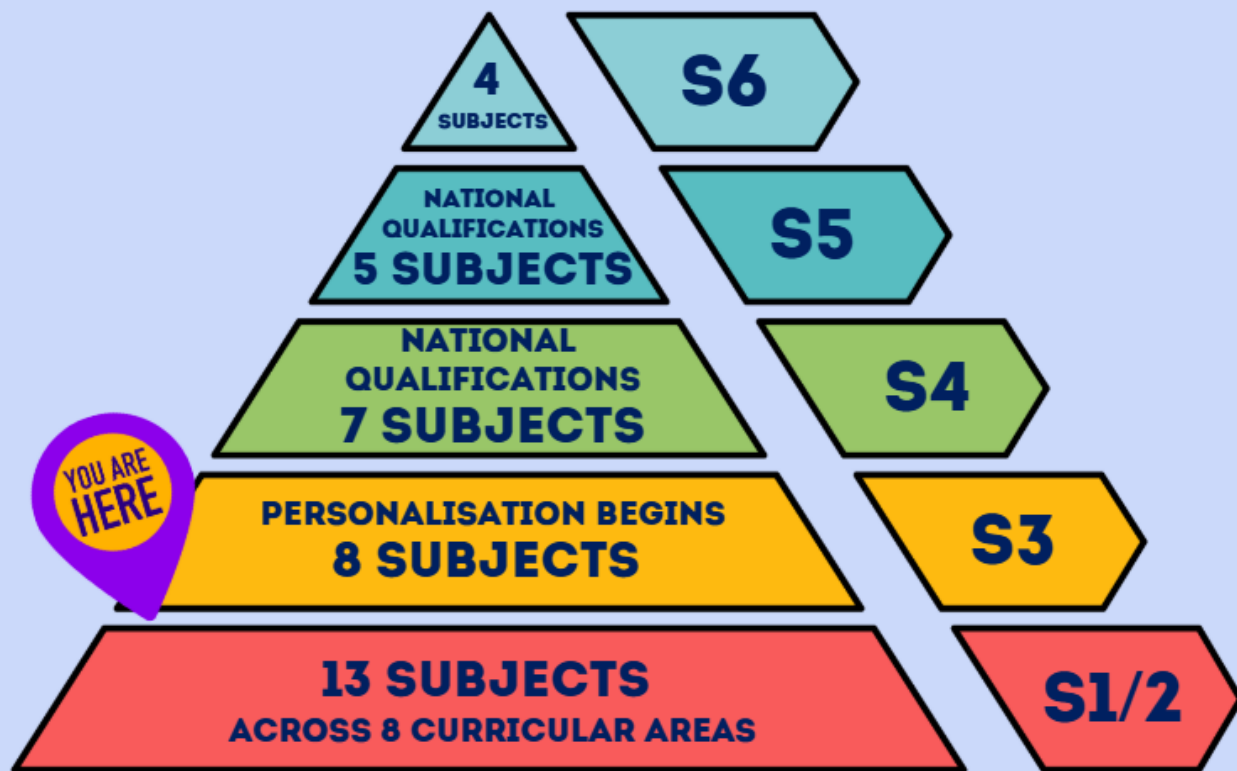 4
SUBJECTS
S6
NATIONAL
QUALIFICATIONS
5 SUBJECTS
S5
NATIONAL
QUALIFICATIONS
7 SUBJECTS
S4
YOU ARE
HERE
PERSONALISATION BEGINS
8 SUBJECTS
S3
13 SUBJECTS
ACROSS 8 CURRICULAR AREAS
S1/2